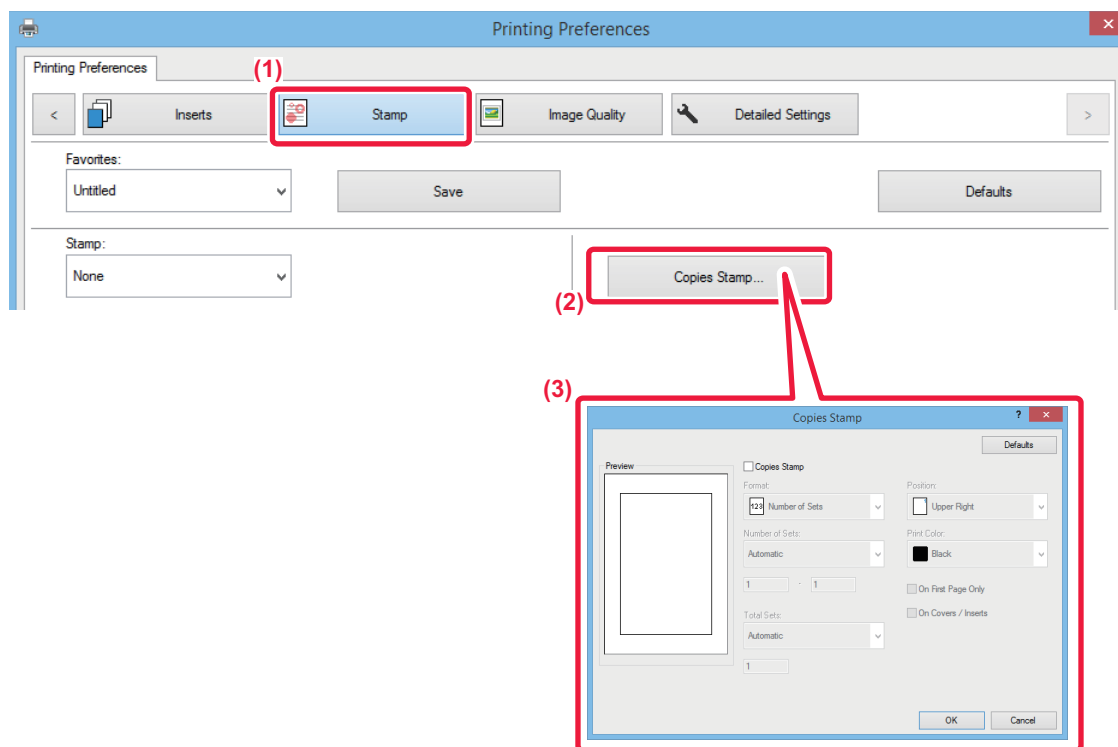 Printing Preferences
×
Printing Preferences
(1)
<
Inserts
Stamp
Image Quality
Detailed Settings
>
Favorites:
Untitled
Save
Defaults
Stamp:
None
Copies Stamp...
(2)
(3)
Copies Stamp
? ×
Defaults
Preview
Copies Stamp
Format:
Position:
123 Number of Sets
Upper Right
Number of Sets:
Print Color:
Automatic
Black
1 - 1
On First Page Only
Total Sets:
On Covers / Inserts
Automatic
1
OK
Cancel